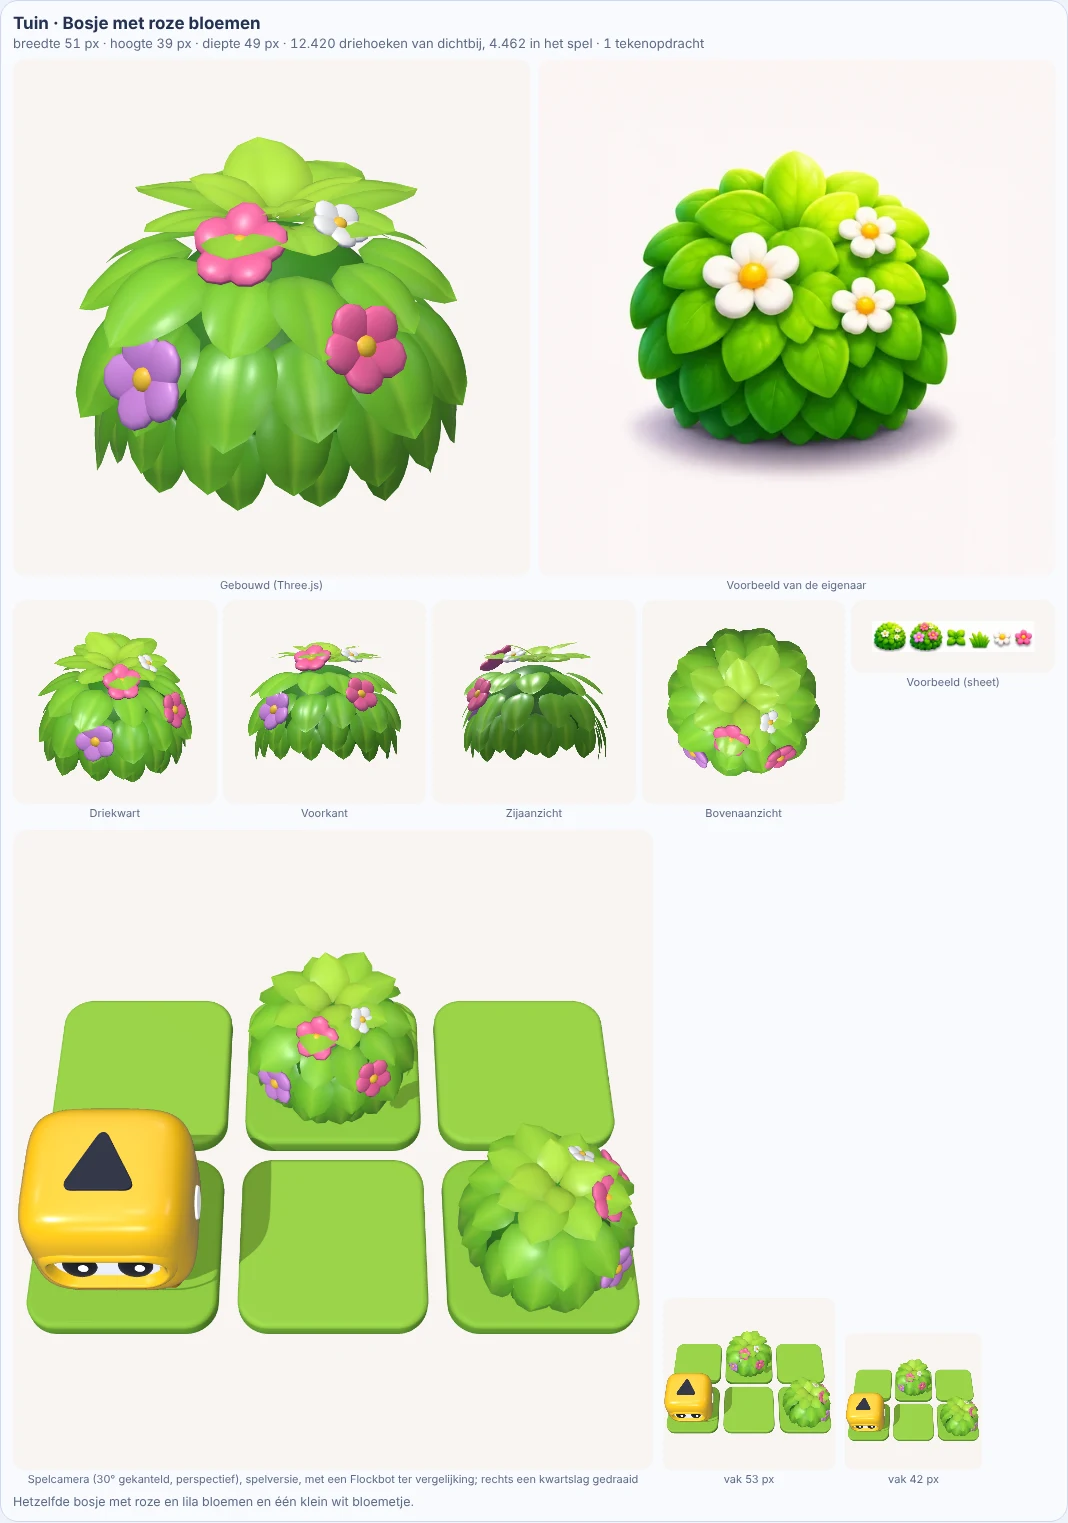 Tuin · Bosje met roze bloemen
breedte 51 px · hoogte 39 px · diepte 49 px · 12.420 driehoeken van dichtbij, 4.462 in het spel · 1 tekenopdracht
Gebouwd (Three.js)
Voorbeeld van de eigenaar
Driekwart
Voorkant
Zijaanzicht
Bovenaanzicht
Voorbeeld (sheet)
Spelcamera (30° gekanteld, perspectief), spelversie, met een Flockbot ter vergelijking; rechts een kwartslag gedraaid
vak 53 px
vak 42 px
Hetzelfde bosje met roze en lila bloemen en één klein wit bloemetje.